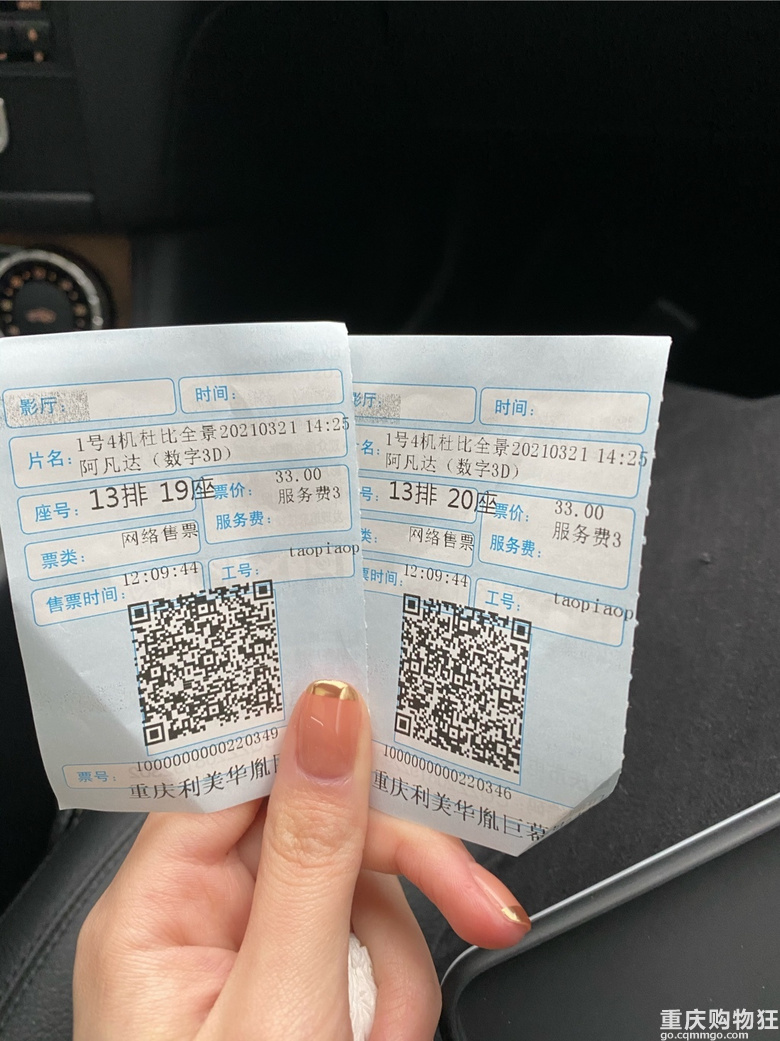 影厅:
时间:
片名:
1号4机杜比全景20210321 14:25
阿凡达（数字3D）
座号:
13排 19座
票价:
33.00
服务费3
服务费:
票类:
网络售票
售票时间:
12:09:44
工号:
taopiaop
票号:
1000000000220349
重庆利美华胤
影厅:
时间:
名:
1号4机杜比全景20210321 14:25
阿凡达（数字3D）
号:
13排 20座
票价:
33.00
服务费3
服务费:
网络售票
票时间:
12:09:44
工号:
taopiaop
1000000000220346
重庆利美华胤巨幕
重庆购物狂
go.cqmmgo.com